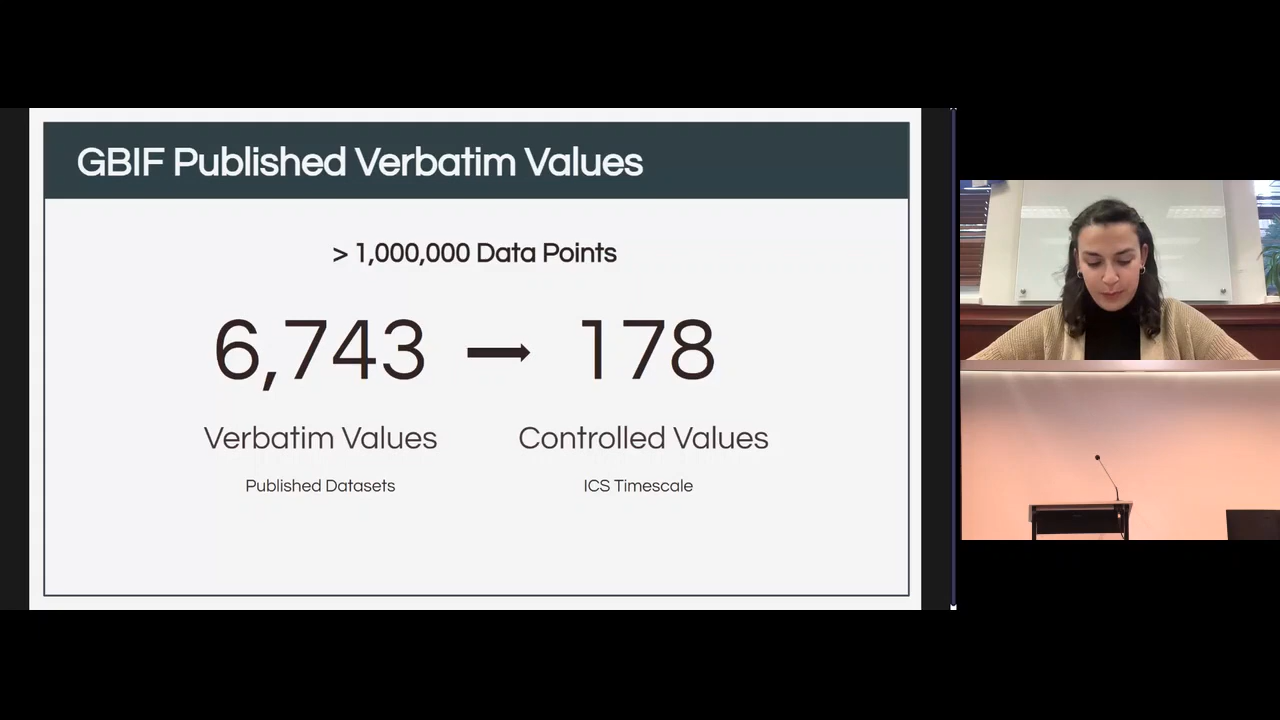 GBIF Published Verbatim Values
> 1,000,000 Data Points
6,743 178
Verbatim Values Controlled Values
Published Datasets ICS Timescale